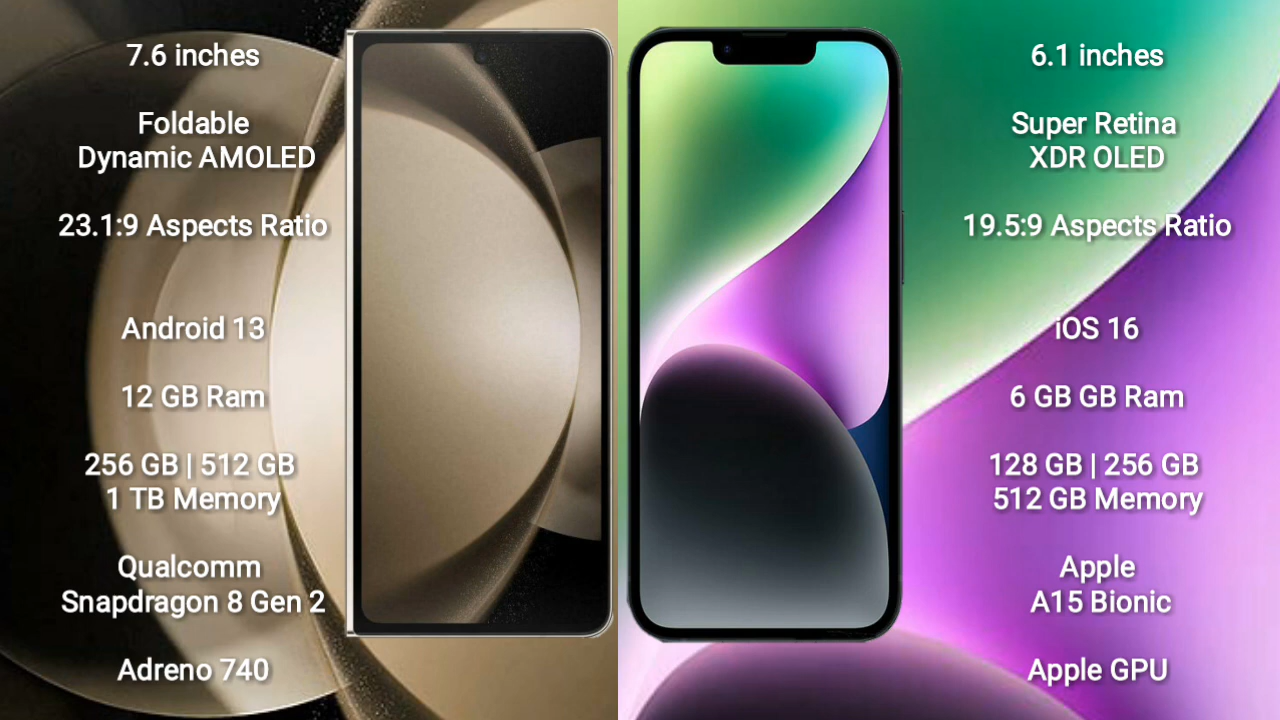 7.6 inches
Foldable
Dynamic AMOLED
23.1:9 Aspects Ratio
Android 13
12 GB Ram
256 GB | 512 GB
1 TB Memory
Qualcomm
Snapdragon 8 Gen 2
Adreno 740
6.1 inches
Super Retina
XDR OLED
19.5:9 Aspects Ratio
iOS 16
6 GB GB Ram
128 GB | 256 GB
512 GB Memory
Apple
A15 Bionic
Apple GPU